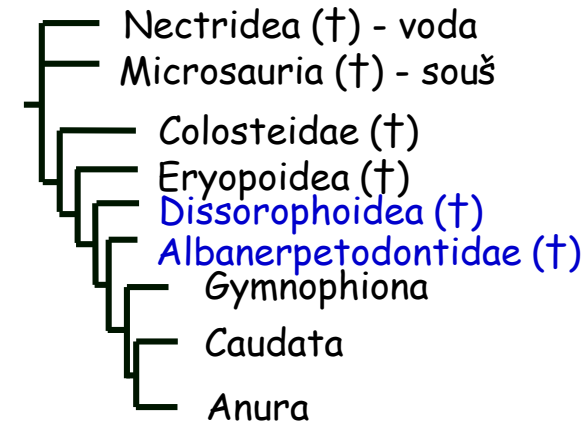 Nectridea (†) - voda
Microsauria (†) - souš
Colosteidae (†)
Eryopoidea (†)
Dissorophoidea (†)
Albanerpetodontidae (†)
Gymnophiona
Caudata
Anura